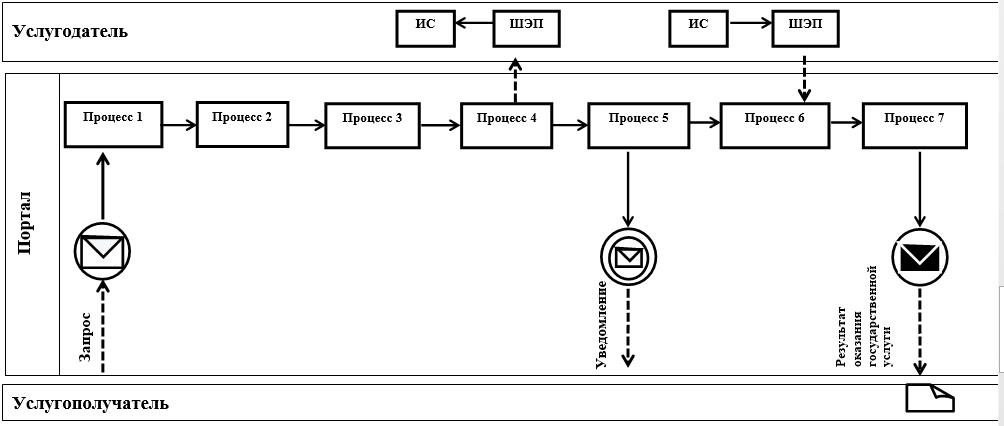 Услугодатель
ИС
ШЭП
ИС
ШЭП
Портал
Процесс 1
Процесс 2
Процесс 3
Процесс 4
Процесс 5
Процесс 6
Процесс 7
Запрос
Уведомление
Результат
оказания
государственной
услуги
Услугополучатель